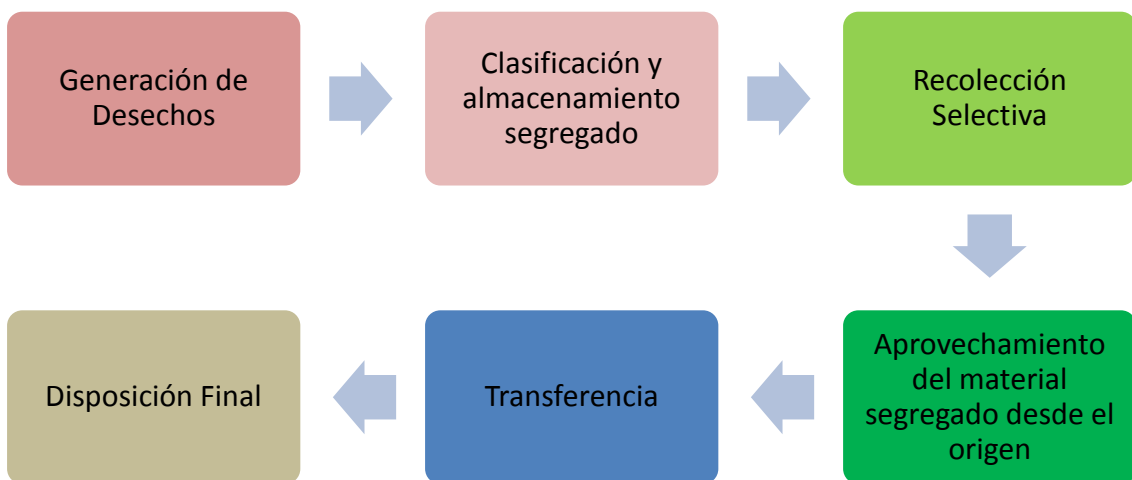 Generación de
Desechos
Clasificación y
almacenamiento
segregado
Recolección
Selectiva
Aprovechamiento
del material
segregado desde el
origen
Transferencia
Disposición Final